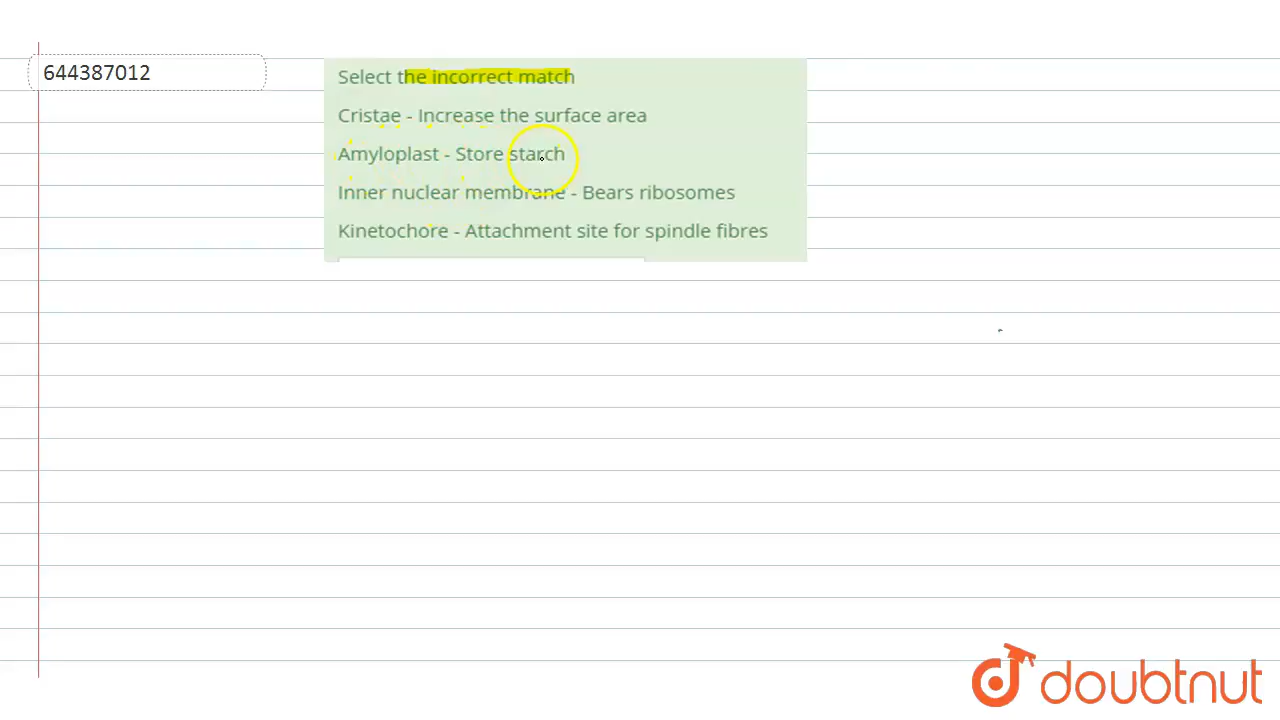 644387012
Select the incorrect match
Cristae - Increase the surface area
Amyloplast - Store starch
Inner nuclear membrane - Bears ribosomes
Kinetochore - Attachment site for spindle fibres
doubtnut